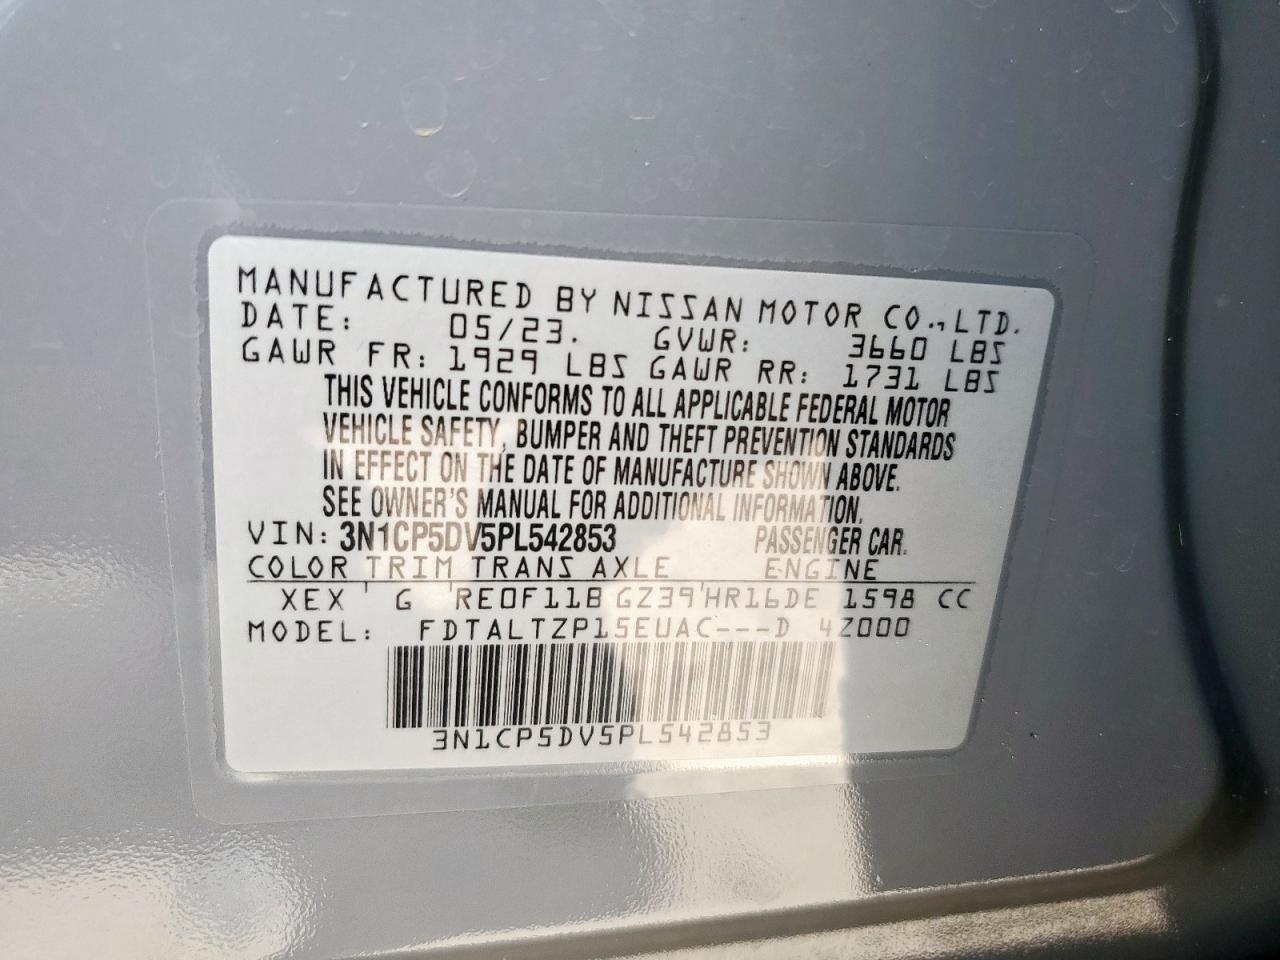 MANUFACTURED BY NISSAN MOTOR CO., LTD.
DATE: 05/23. GVWR: 3660 LBS
GAWR FR: 1929 LBS GAWR RR: 1731 LBS
THIS VEHICLE CONFORMS TO ALL APPLICABLE FEDERAL MOTOR
VEHICLE SAFETY, BUMPER AND THEFT PREVENTION STANDARDS
IN EFFECT ON THE DATE OF MANUFACTURE SHOWN ABOVE.
SEE OWNER'S MANUAL FOR ADDITIONAL INFORMATION.
VIN: 3N1CP5DV5PL542853 PASSENGER CAR.
COLOR TRIM TRANS AXLE ENGINE
XEX ' G ' RE0F11B GZ39 ' HR16DE 1598 CC
MODEL: FDTALTZP15EUAC---D 4Z000
3N1CP5DV5PL542853